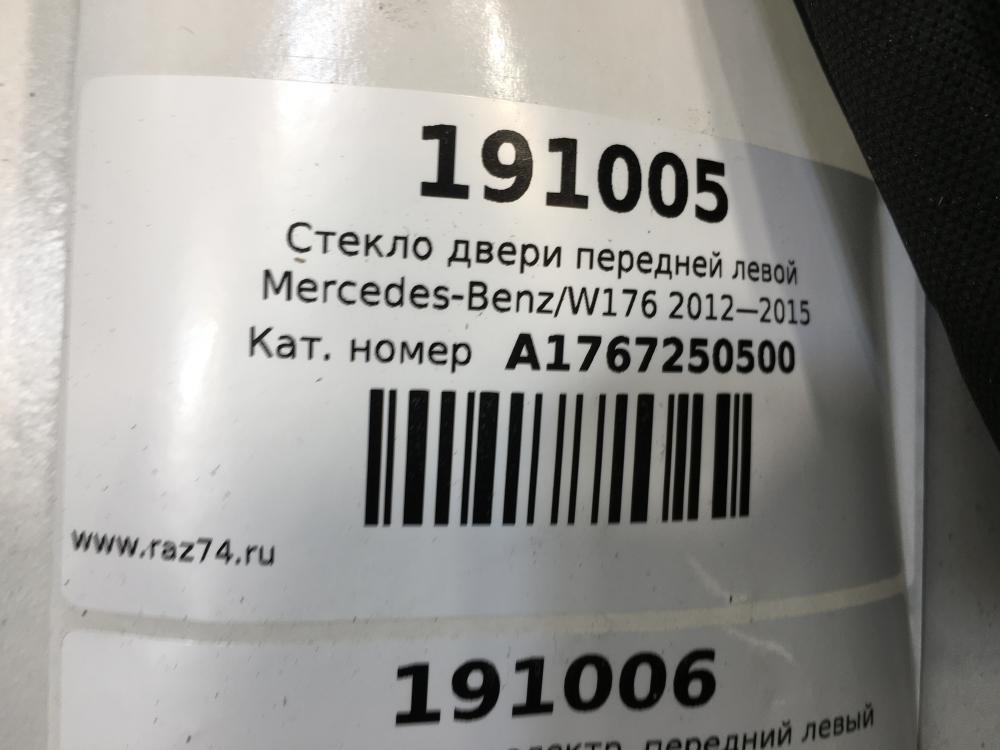 191005
Стекло двери передней левой
Mercedes-Benz/W176 2012—2015
Кат. номер A1767250500
www.raz74.ru
191006
передний левый